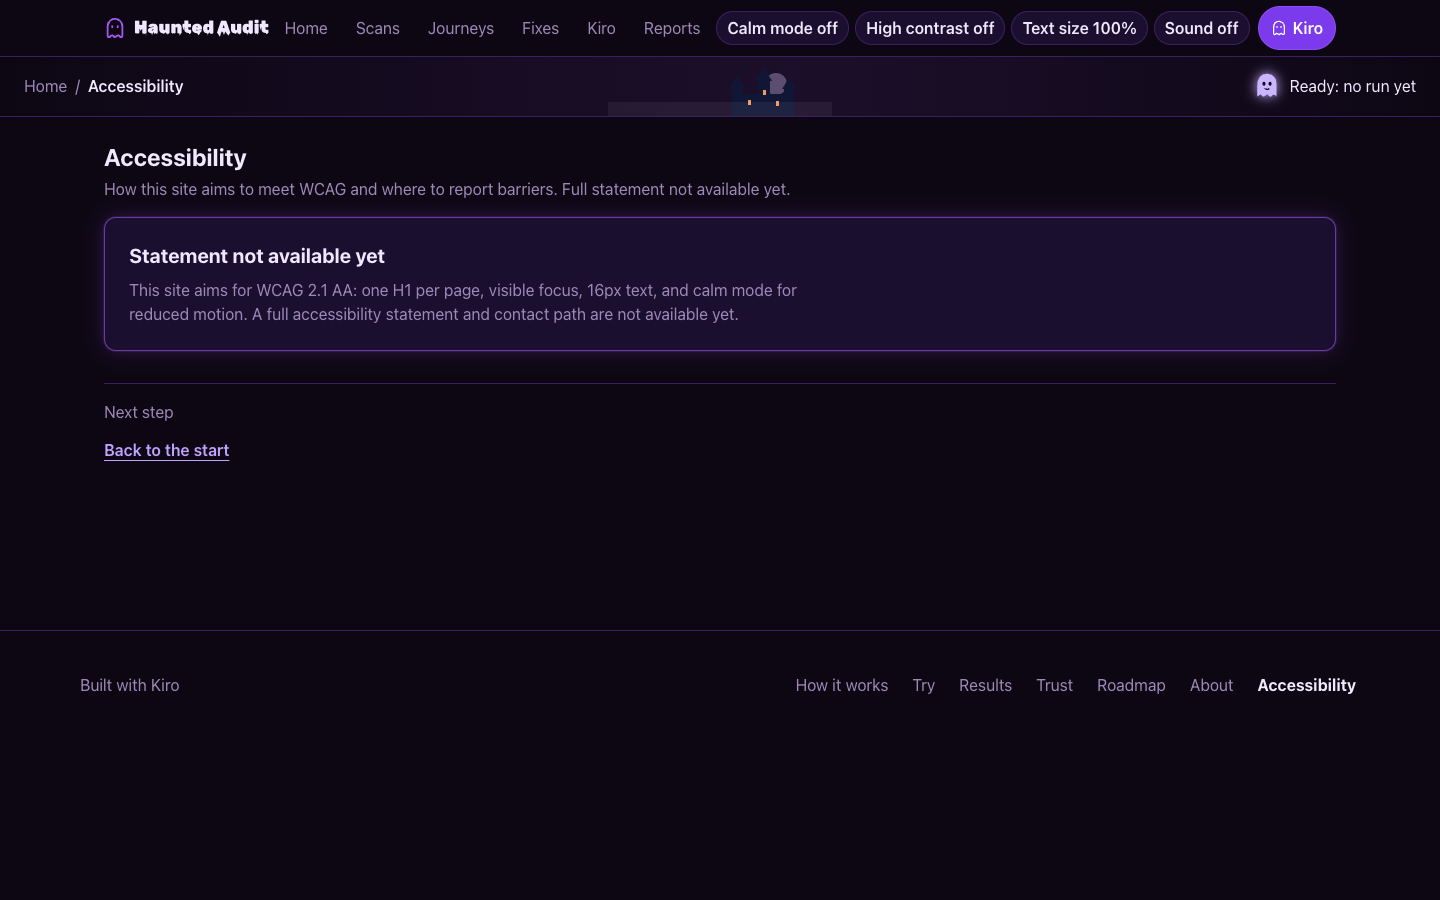 Haunted Audit Home Scans Journeys Fixes Kiro Reports Calm mode off High contrast off Text size 100% Sound off Kiro
Home / Accessibility Ready: no run yet
Accessibility
How this site aims to meet WCAG and where to report barriers. Full statement not available yet.
Statement not available yet
This site aims for WCAG 2.1 AA: one H1 per page, visible focus, 16px text, and calm mode for
reduced motion. A full accessibility statement and contact path are not available yet.
Next step
Back to the start
Built with Kiro How it works Try Results Trust Roadmap About Accessibility